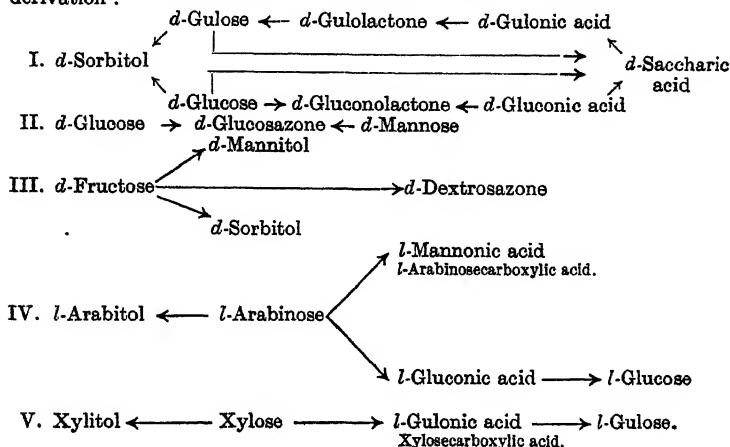 derivation :
d-Gulose ← d-Gulolactone ← d-Gulonic acid
I. d-Sorbitol
d-Saccharic
acid
d-Glucose → d-Gluconolactone ← d-Gluconic acid
II. d-Glucose → d-Glucosazone ← d-Mannose
d-Mannitol
III. d-Fructose → d-Dextrosazone
d-Sorbitol
l-Mannonic acid
l-Arabinosecarboxylic acid.
IV. l-Arabitol ← l-Arabinose
l-Gluconic acid → l-Glucose
V. Xylitol ← Xylose → l-Gulonic acid → l-Gulose.
Xylosecarboxylic acid.